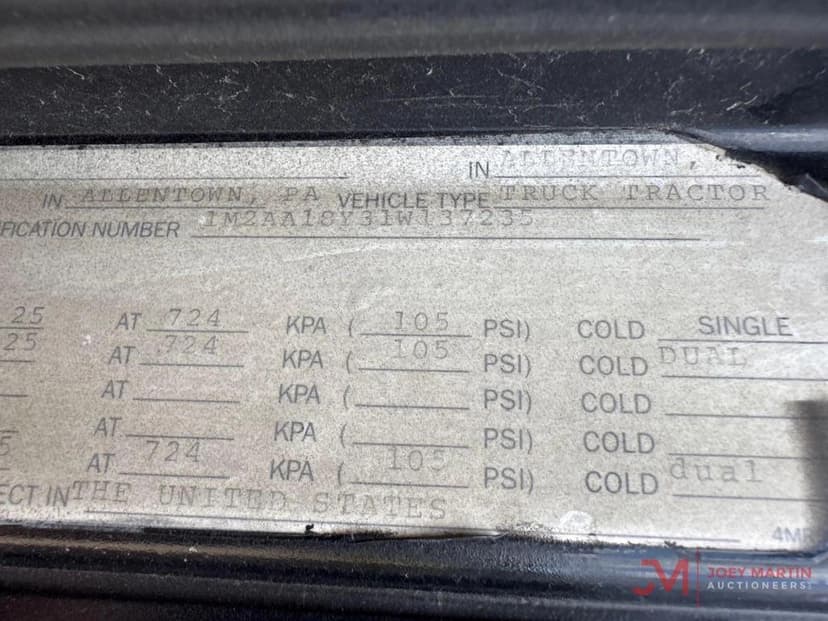 IN ALLENTOWN,
IN ALLENTOWN, PA VEHICLE TYPE TRUCK TRACTOR
FICATION NUMBER 1M2AA18Y31W137235
25 AT 724 KPA ( 105 PSI) COLD SINGLE
25 AT 724 KPA ( 105 PSI) COLD DUAL
AT KPA ( PSI) COLD
AT KPA ( PSI) COLD
5 AT 724 KPA ( 105 PSI) COLD dual
ECT IN THE UNITED STATES
JM JOEY MARTIN
AUCTIONEERS